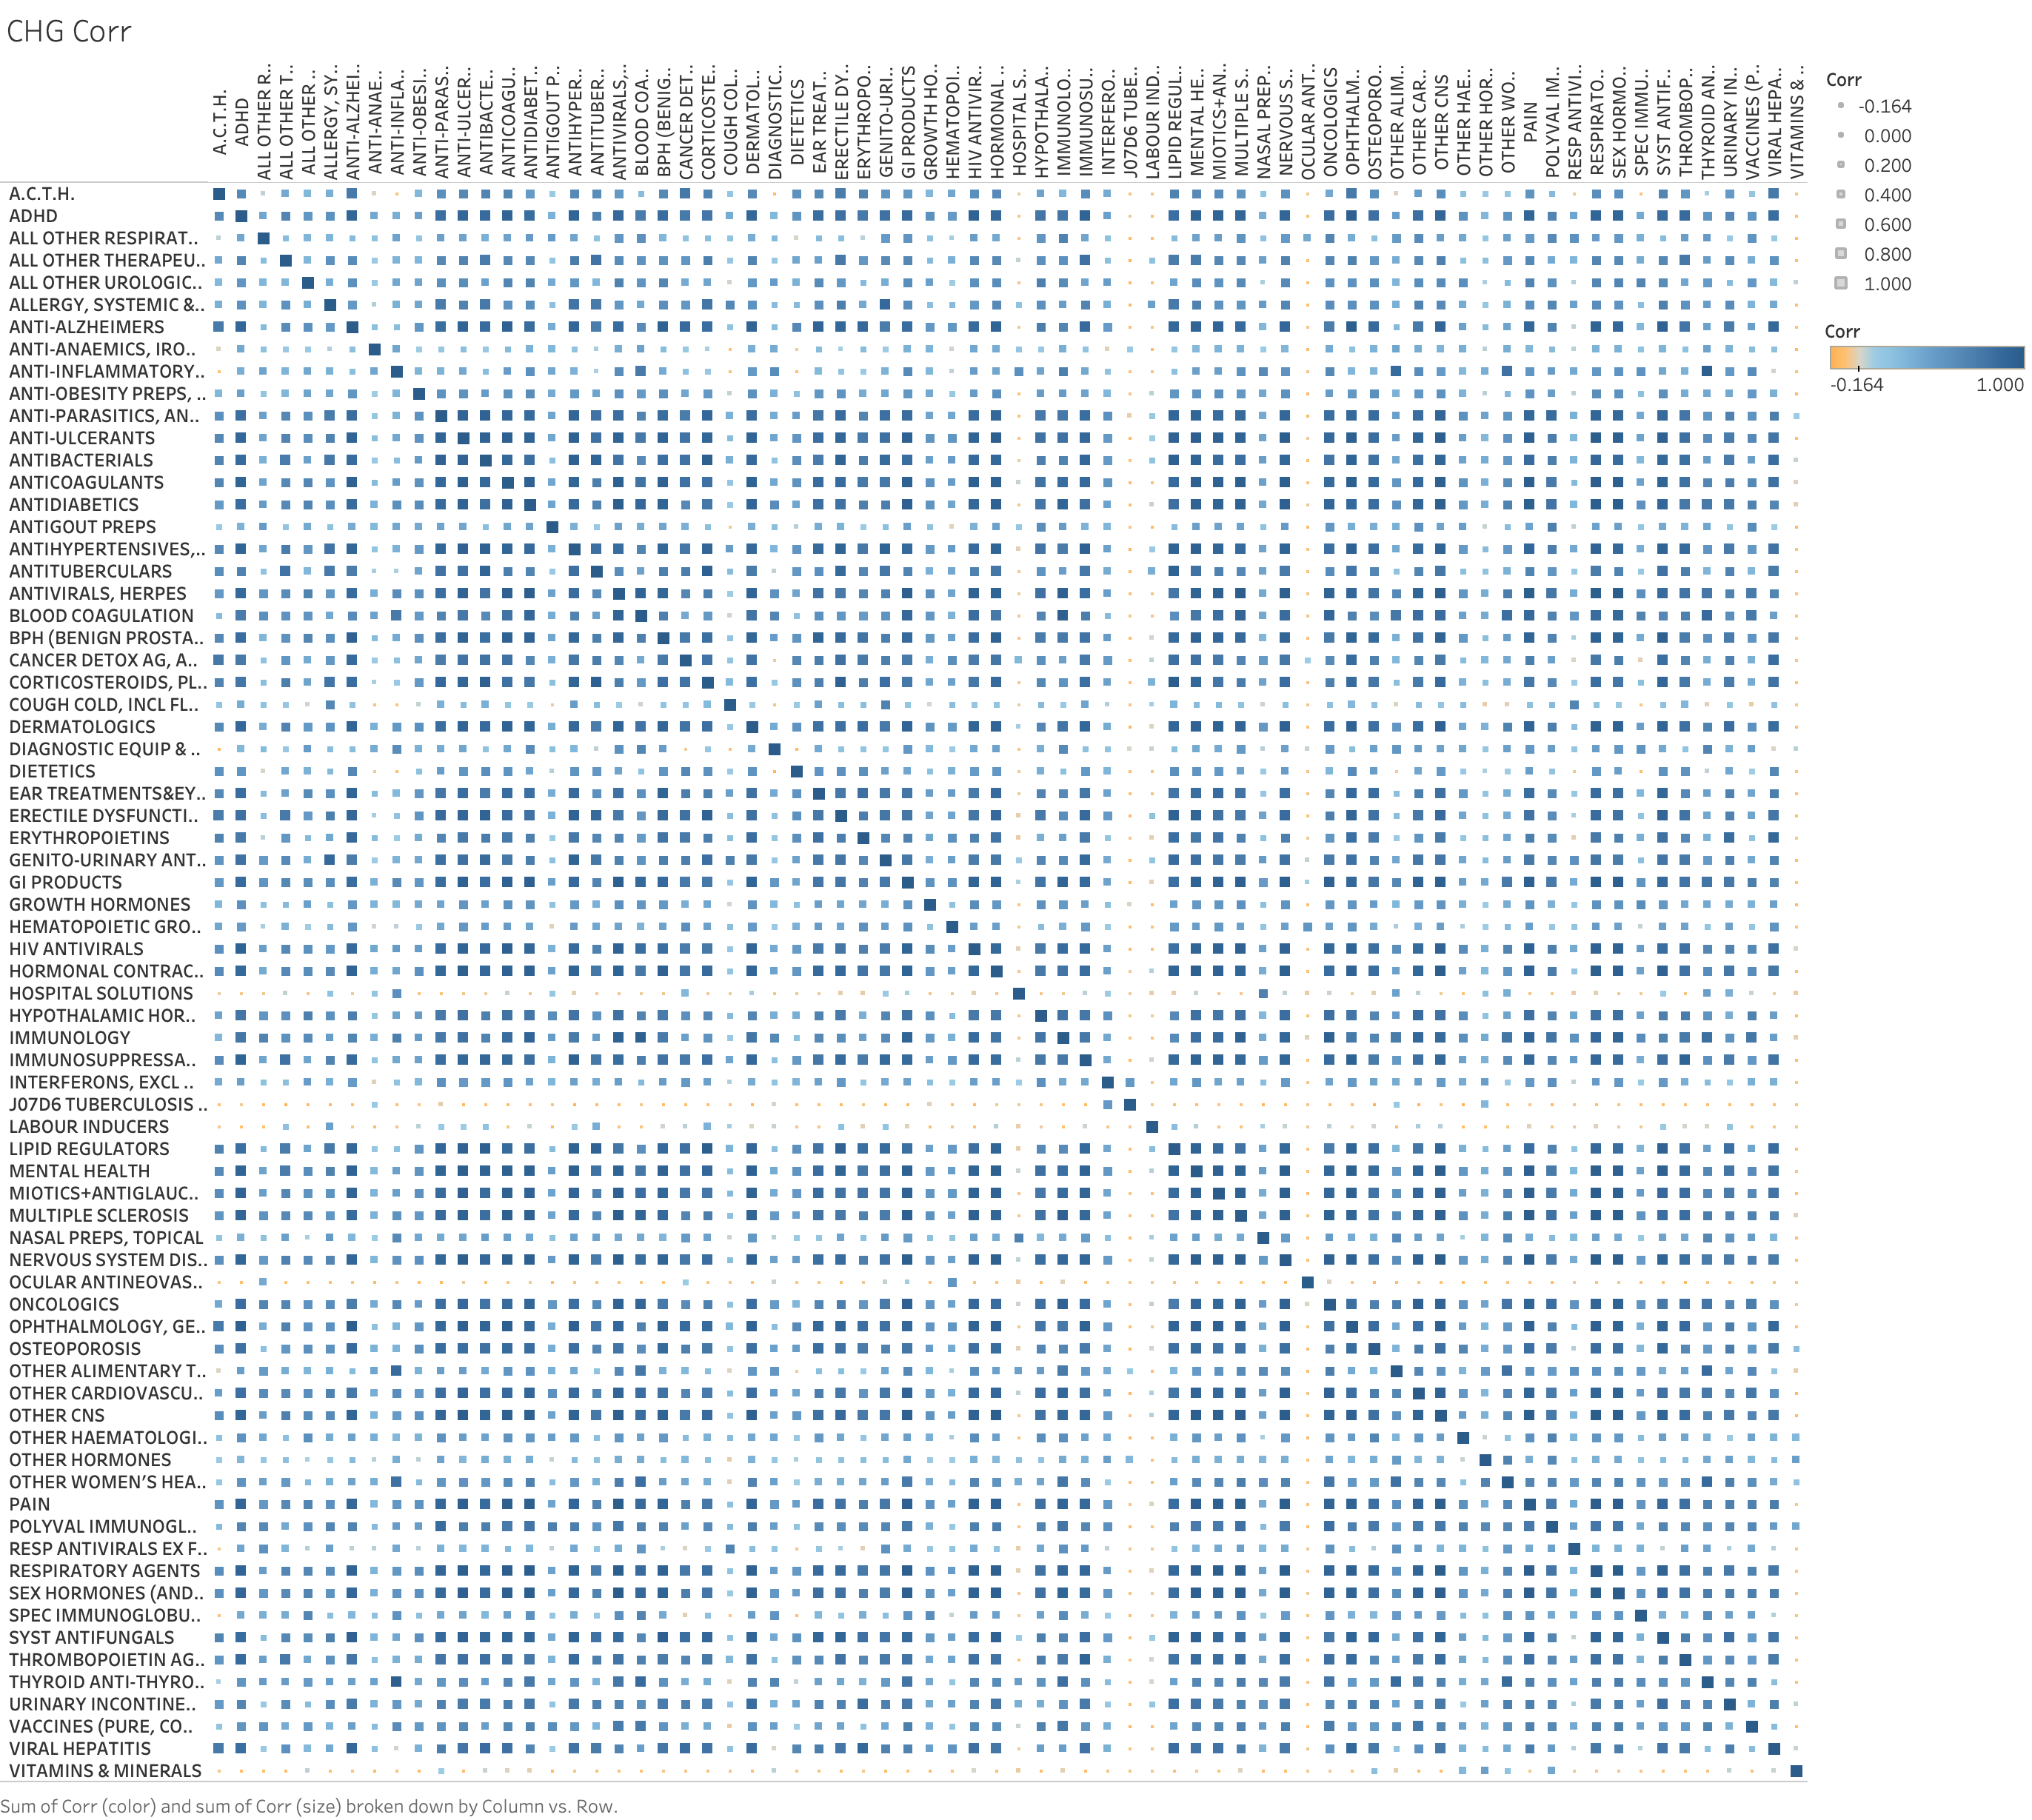 CHG Corr
A.C.T.H.
ADHD
ALL OTHER R..
ALL OTHER T..
ALL OTHER ..
ALLERGY, SY..
ANTI-ALZHEI..
ANTI-ANAE..
ANTI-INFLA..
ANTI-OBESI..
ANTI-PARAS..
ANTI-ULCER..
ANTIBACTE..
ANTICOAGU..
ANTIDIABET..
ANTIGOUT P..
ANTIHYPER..
ANTITUBER..
ANTIVIRALS,..
BLOOD COA..
BPH (BENIG..
CANCER DET..
CORTICOSTE..
COUGH COL..
DERMATOL..
DIAGNOSTIC..
DIETETICS
EAR TREAT..
ERECTILE DY..
ERYTHROPO..
GENITO-URI..
GI PRODUCTS
GROWTH HO..
HEMATOPOI..
HIV ANTIVIR..
HORMONAL ..
HOSPITAL S..
HYPOTHALA..
IMMUNOLO..
IMMUNOSU..
INTERFERO..
J07D6 TUBE..
LABOUR IND..
LIPID REGUL..
MENTAL HE..
MIOTICS+AN..
MULTIPLE S..
NASAL PREP..
NERVOUS S..
OCULAR ANT..
ONCOLOGICS
OPHTHALM..
OSTEOPORO..
OTHER ALIM..
OTHER CAR..
OTHER CNS
OTHER HAE..
OTHER HOR..
OTHER WO..
PAIN
POLYVAL IM..
RESP ANTIVI..
RESPIRATO..
SEX HORMO..
SPEC IMMU..
SYST ANTIF..
THROMBOP..
THYROID AN..
URINARY IN..
VACCINES (P..
VIRAL HEPA..
VITAMINS & ..
A.C.T.H.
ADHD
ALL OTHER RESPIRAT..
ALL OTHER THERAPEU..
ALL OTHER UROLOGIC..
ALLERGY, SYSTEMIC &..
ANTI-ALZHEIMERS
ANTI-ANAEMICS, IRO..
ANTI-INFLAMMATORY..
ANTI-OBESITY PREPS, ..
ANTI-PARASITICS, AN..
ANTI-ULCERANTS
ANTIBACTERIALS
ANTICOAGULANTS
ANTIDIABETICS
ANTIGOUT PREPS
ANTIHYPERTENSIVES,..
ANTITUBERCULARS
ANTIVIRALS, HERPES
BLOOD COAGULATION
BPH (BENIGN PROSTA..
CANCER DETOX AG, A..
CORTICOSTEROIDS, PL..
COUGH COLD, INCL FL..
DERMATOLOGICS
DIAGNOSTIC EQUIP & ..
DIETETICS
EAR TREATMENTS&EY..
ERECTILE DYSFUNCTI..
ERYTHROPOIETINS
GENITO-URINARY ANT..
GI PRODUCTS
GROWTH HORMONES
HEMATOPOIETIC GRO..
HIV ANTIVIRALS
HORMONAL CONTRAC..
HOSPITAL SOLUTIONS
HYPOTHALAMIC HOR..
IMMUNOLOGY
IMMUNOSUPPRESSA..
INTERFERONS, EXCL ..
J07D6 TUBERCULOSIS ..
LABOUR INDUCERS
LIPID REGULATORS
MENTAL HEALTH
MIOTICS+ANTIGLAUC..
MULTIPLE SCLEROSIS
NASAL PREPS, TOPICAL
NERVOUS SYSTEM DIS..
OCULAR ANTINEOVAS..
ONCOLOGICS
OPHTHALMOLOGY, GE..
OSTEOPOROSIS
OTHER ALIMENTARY T..
OTHER CARDIOVASCU..
OTHER CNS
OTHER HAEMATOLOGI..
OTHER HORMONES
OTHER WOMEN'S HEA..
PAIN
POLYVAL IMMUNOGL..
RESP ANTIVIRALS EX F..
RESPIRATORY AGENTS
SEX HORMONES (AND..
SPEC IMMUNOGLOBU..
SYST ANTIFUNGALS
THROMBOPOIETIN AG..
THYROID ANTI-THYRO..
URINARY INCONTINE..
VACCINES (PURE, CO..
VIRAL HEPATITIS
VITAMINS & MINERALS
Corr
-0.164
0.000
0.200
0.400
0.600
0.800
1.000
Corr
-0.164 1.000
Sum of Corr (color) and sum of Corr (size) broken down by Column vs. Row.